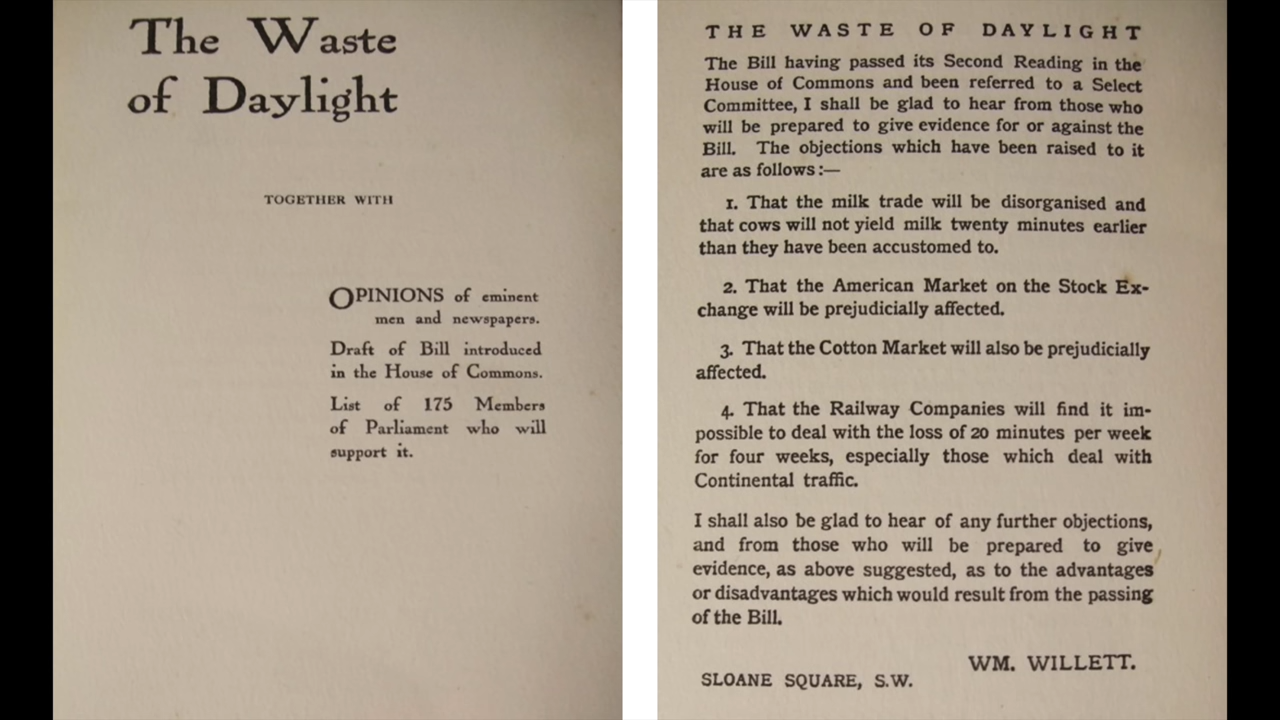 The Waste
of Daylight
TOGETHER WITH
OPINIONS of eminent
men and newspapers.
Draft of Bill introduced
in the House of Commons.
List of 175 Members
of Parliament who will
support it.
THE WASTE OF DAYLIGHT
The Bill having passed its Second Reading in the
House of Commons and been referred to a Select
Committee, I shall be glad to hear from those who
will be prepared to give evidence for or against the
Bill. The objections which have been raised to it
are as follows:—
1. That the milk trade will be disorganised and
that cows will not yield milk twenty minutes earlier
than they have been accustomed to.
2. That the American Market on the Stock Ex-
change will be prejudicially affected.
3. That the Cotton Market will also be prejudicially
affected.
4. That the Railway Companies will find it im-
possible to deal with the loss of 20 minutes per week
for four weeks, especially those which deal with
Continental traffic.
I shall also be glad to hear of any further objections,
and from those who will be prepared to give
evidence, as above suggested, as to the advantages
or disadvantages which would result from the passing
of the Bill.
WM. WILLETT.
SLOANE SQUARE, S.W.